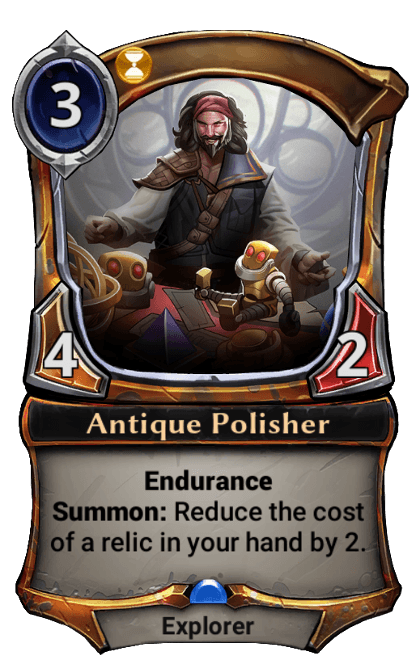 3
4
2
Antique Polisher
Endurance
Summon: Reduce the cost
of a relic in your hand by 2.
Explorer